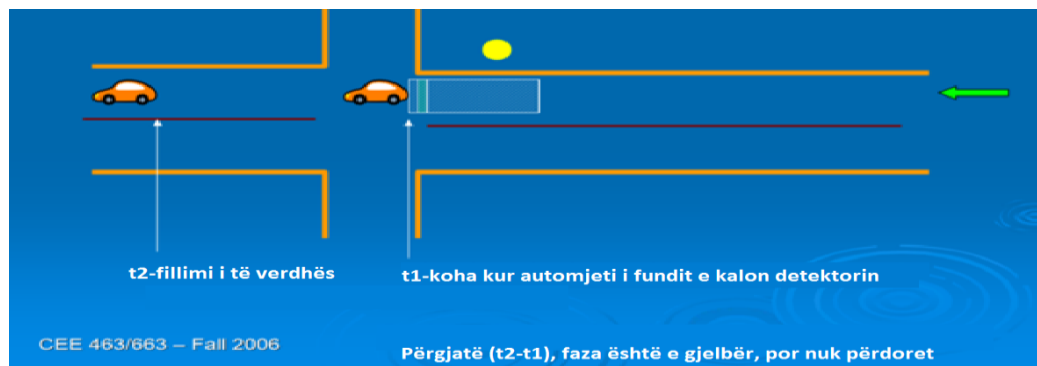 t2-fillimi i të verdhës
t1-koha kur automjeti i fundit e kalon detektorin
CEE 463/663 – Fall 2006
Përgjatë (t2-t1), faza është e gjelbër, por nuk përdoret